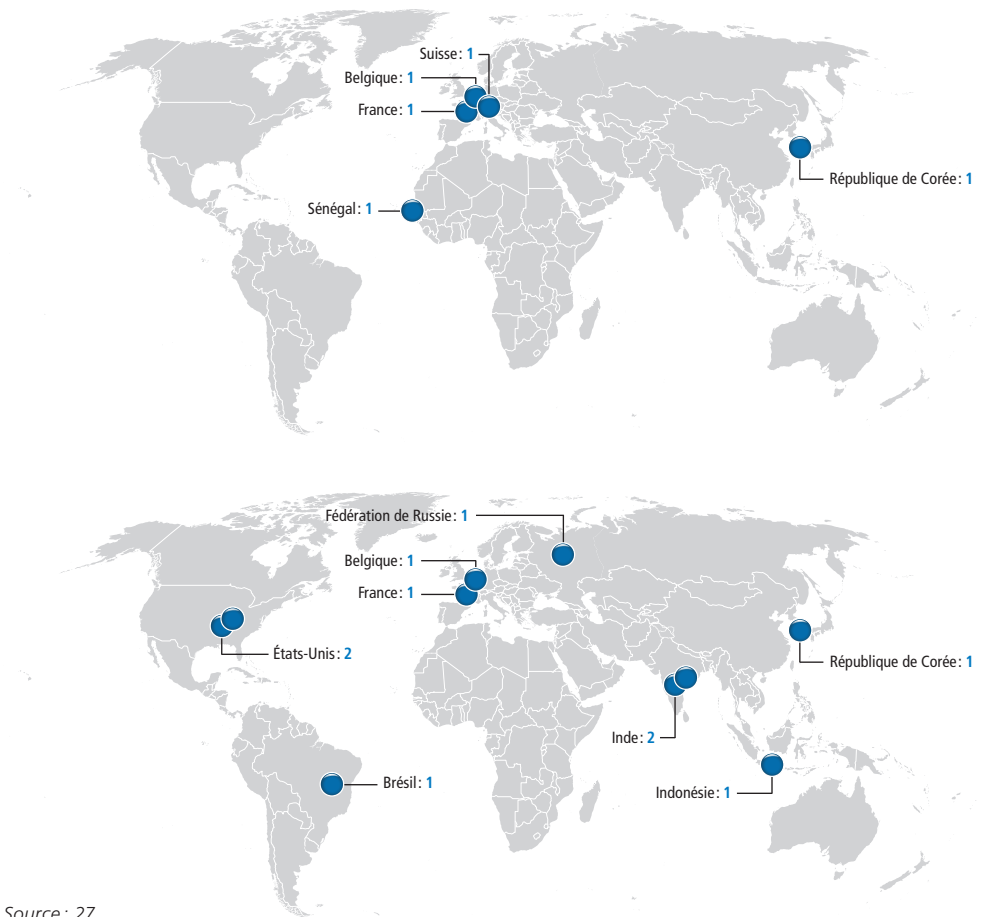 Suisse: 1
Belgique: 1
France: 1
République de Corée: 1
Sénégal: 1
Fédération de Russie: 1
Belgique: 1
France: 1
États-Unis: 2
République de Corée: 1
Inde: 2
Brésil: 1
Indonésie: 1
Source: 27